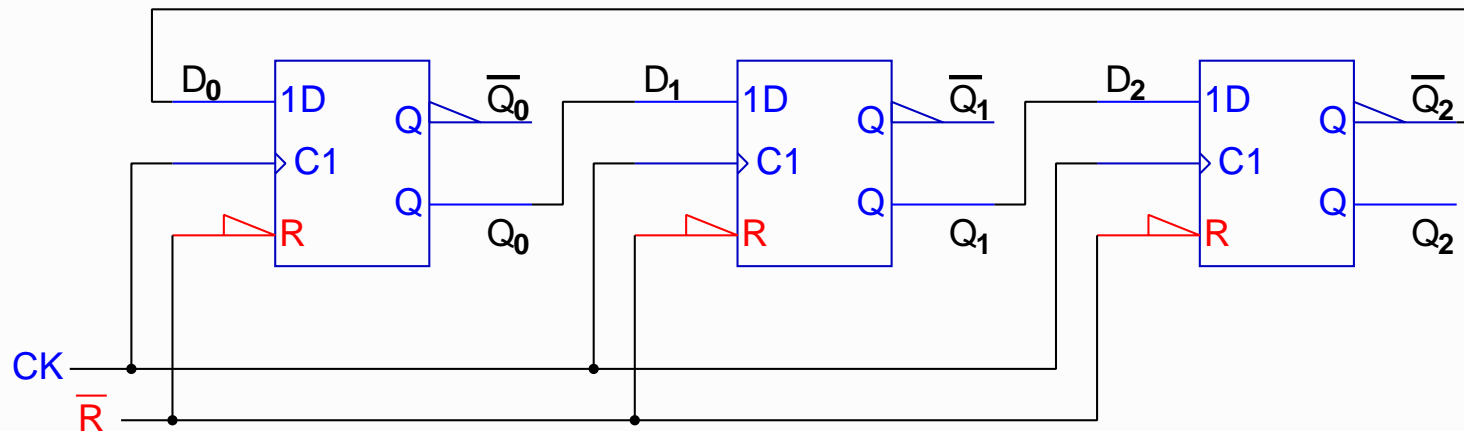 D0 1D Q Q̅0 C1 Q Q0 R
D1 1D Q Q̅1 C1 Q Q1 R
D2 1D Q Q̅2 C1 Q Q2 R
CK
R̅